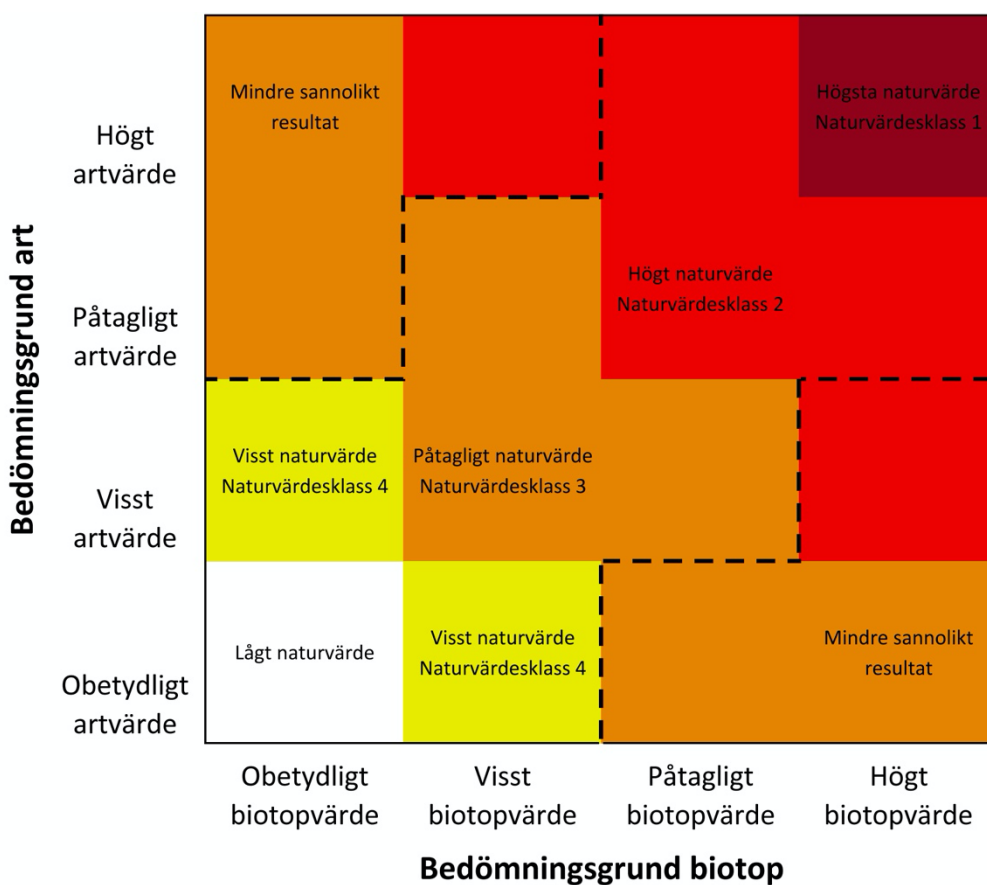 Bedömningsgrund art
Högt
artvärde
Mindre sannolikt
resultat
Högsta naturvärde
Naturvärdesklass 1
Påtagligt
artvärde
Högt naturvärde
Naturvärdesklass 2
Visst
artvärde
Visst naturvärde
Naturvärdesklass 4
Påtagligt naturvärde
Naturvärdesklass 3
Obetydligt
artvärde
Lågt naturvärde
Visst naturvärde
Naturvärdesklass 4
Mindre sannolikt
resultat
Obetydligt
biotopvärde
Visst
biotopvärde
Påtagligt
biotopvärde
Högt
biotopvärde
Bedömningsgrund biotop